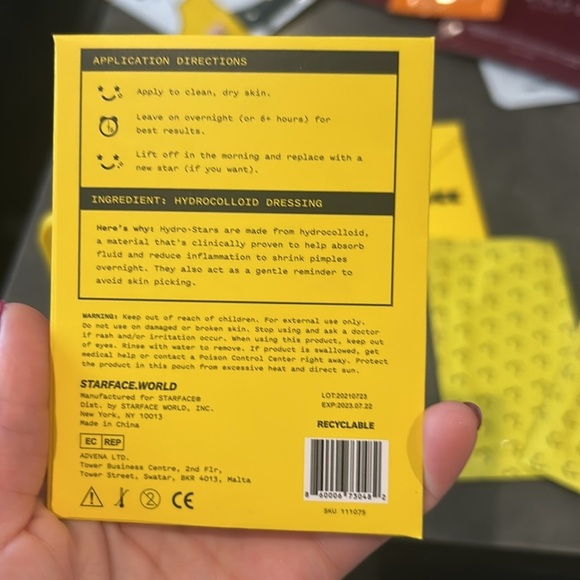 APPLICATION DIRECTIONS
Apply to clean, dry skin.
Leave on overnight (or 6+ hours) for
best results.
Lift off in the morning and replace with a
new star (if you want).
INGREDIENT: HYDROCOLLOID DRESSING
Here's why: Hydro-Stars are made from hydrocolloid,
a material that's clinically proven to help absorb
fluid and reduce inflammation to shrink pimples
overnight. They also act as a gentle reminder to
avoid skin picking.
WARNING: Keep out of reach of children. For external use only.
Do not use on damaged or broken skin. Stop using and ask a doctor
if rash and/or irritation occur. When using this product, keep out
of eyes. Rinse with water to remove. If product is swallowed, get
medical help or contact a Poison Control Center right away. Protect
the product in this pouch from excessive heat and direct sun.
STARFACE.WORLD
Manufactured for STARFACE®
Dist. by STARFACE WORLD, INC.
New York, NY 10013
Made in China
EC REP
ADVENA LTD.
Tower Business Centre, 2nd Flr,
Tower Street, Swatar, BKR 4013, Malta
2
CE
LOT:20210723
EXP:2023.07.22
RECYCLABLE
8 60006 73048 2
SKU 111075